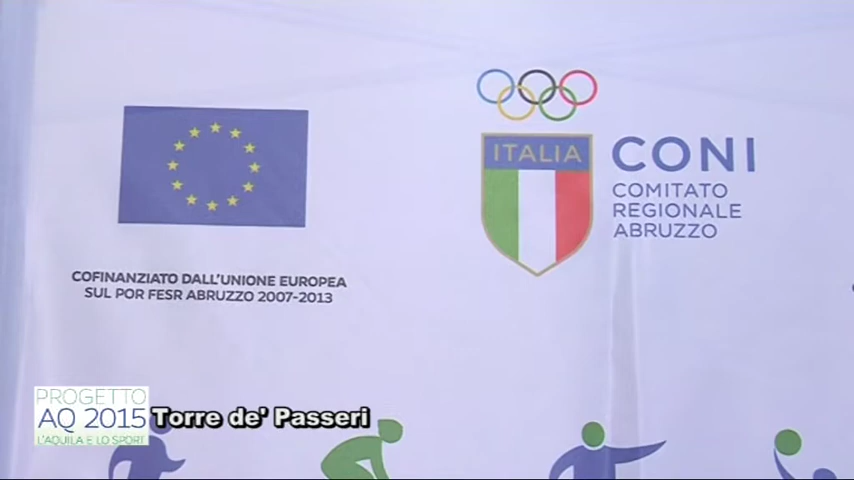 ITALIA
CONI
COMITATO
REGIONALE
ABRUZZO
COFINANZIATO DALL'UNIONE EUROPEA
SUL POR FESR ABRUZZO 2007-2013
PROGETTO
AQ 2015
L'AQUILA E LO SPORT
Torre de' Passeri